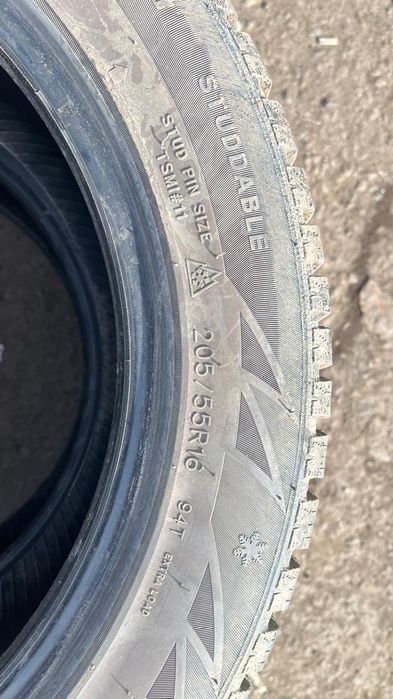 STUDDABLE
STUD PIN SIZE
TSMI#11
205/55R16
94T
EXTRA LOAD